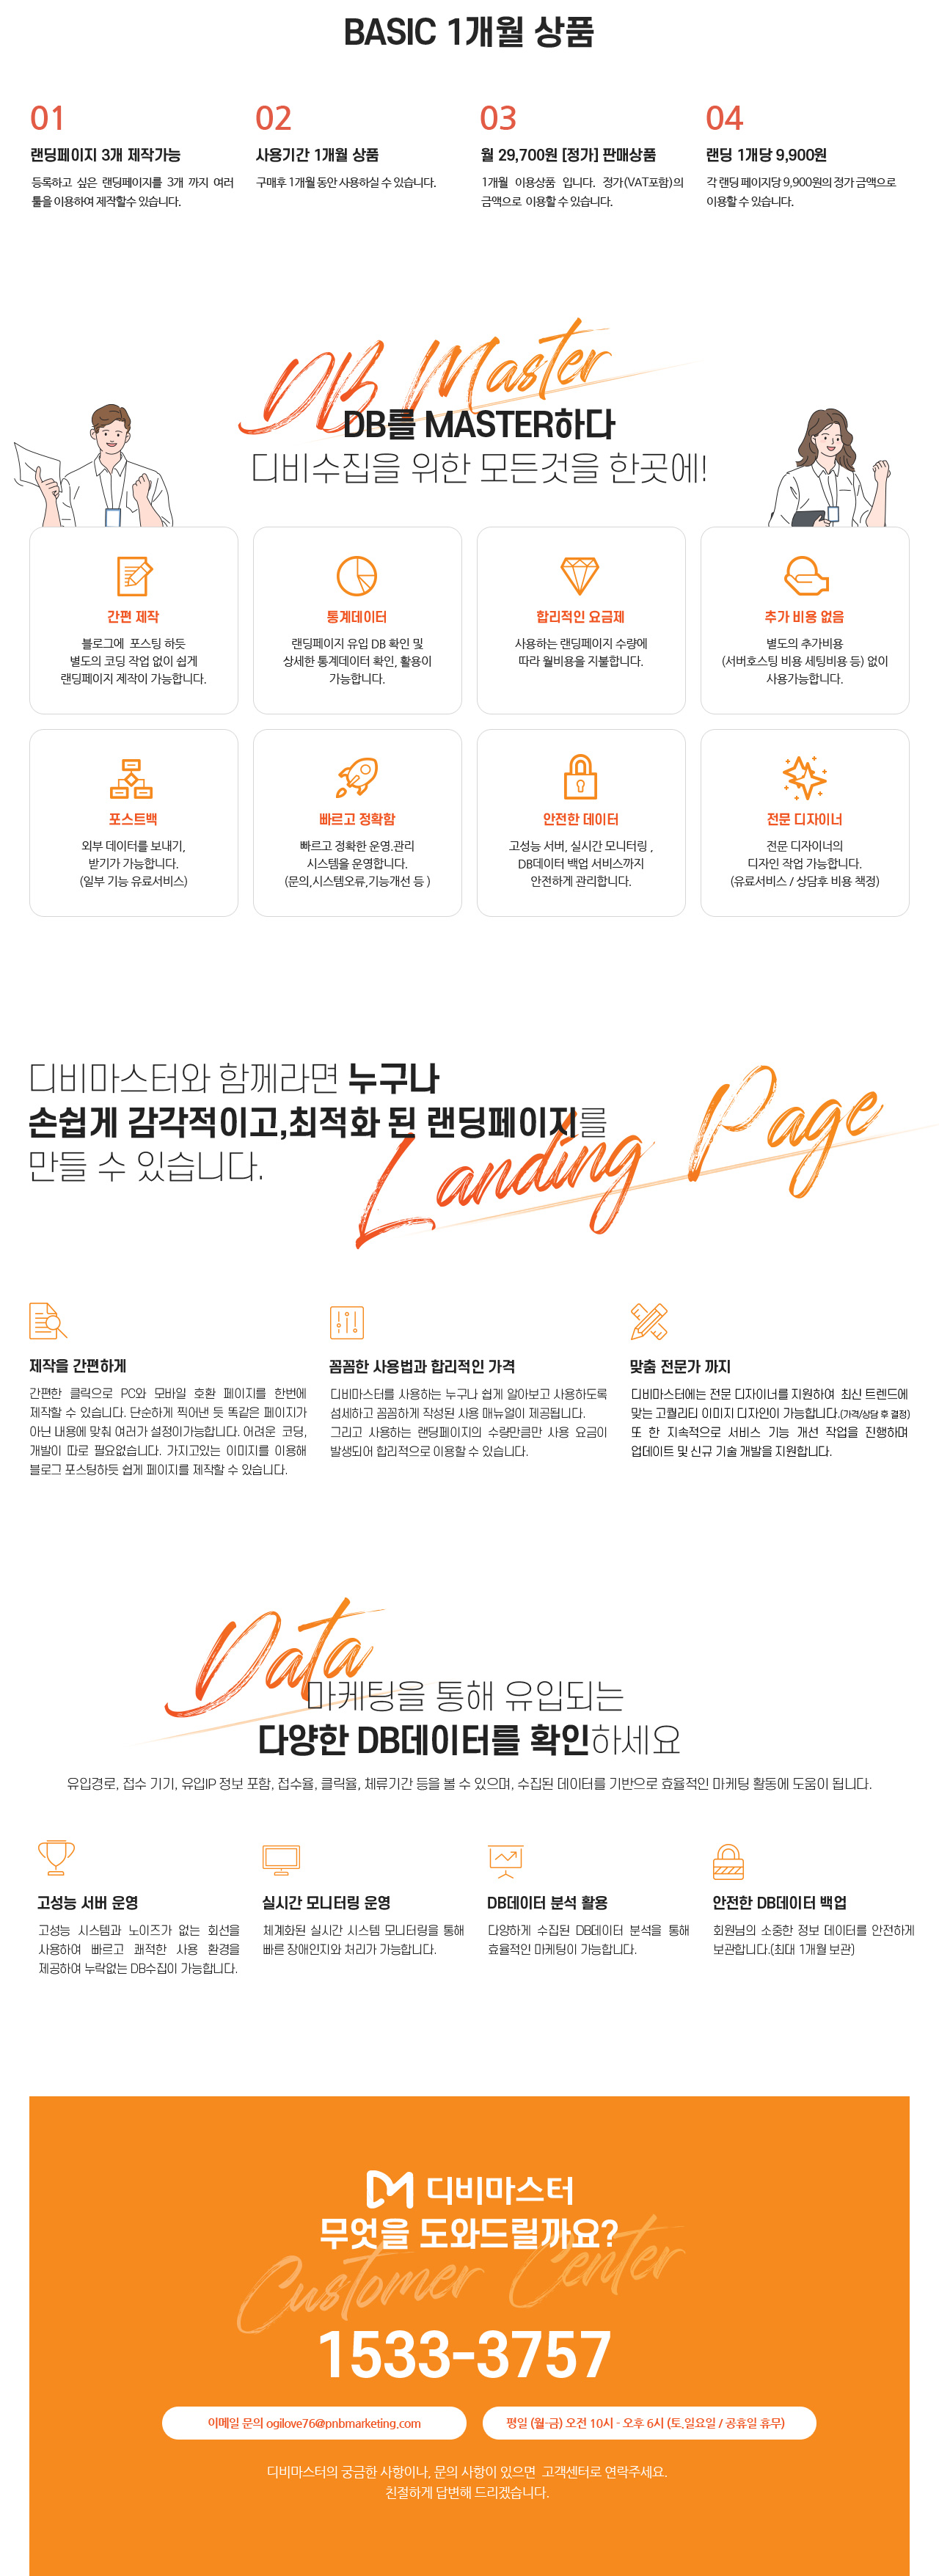 BASIC 1개월 상품
01
랜딩페이지 3개 제작가능
등록하고 싶은 랜딩페이지를 3개 까지 여러
툴을 이용하여 제작할수 있습니다.
02
사용기간 1개월 상품
구매후 1개월 동안 사용하실 수 있습니다.
03
월 29,700원 [정가] 판매상품
1개월 이용상품 입니다. 정가(VAT포함)의
금액으로 이용할 수 있습니다.
04
랜딩 1개당 9,900원
각 랜딩 페이지당 9,900원의 정가 금액으로
이용할 수 있습니다.
DB Master
DB를 MASTER하다
디비수집을 위한 모든것을 한곳에!
간편 제작
블로그에 포스팅 하듯
별도의 코딩 작업 없이 쉽게
랜딩페이지 제작이 가능합니다.
통계데이터
랜딩페이지 유입 DB 확인 및
상세한 통계데이터 확인, 활용이
가능합니다.
합리적인 요금제
사용하는 랜딩페이지 수량에
따라 월비용을 지불합니다.
추가 비용 없음
별도의 추가비용
(서버호스팅 비용 세팅비용 등) 없이
사용가능합니다.
포스트백
외부 데이터를 보내기,
받기가 가능합니다.
(일부 기능 유료서비스)
빠르고 정확함
빠르고 정확한 운영.관리
시스템을 운영합니다.
(문의,시스템오류,기능개선 등 )
안전한 데이터
고성능 서버, 실시간 모니터링 ,
DB데이터 백업 서비스까지
안전하게 관리합니다.
전문 디자이너
전문 디자이너의
디자인 작업 가능합니다.
(유료서비스 / 상담후 비용 책정)
디비마스터와 함께라면 누구나
손쉽게 감각적이고,최적화 된 랜딩페이지를
만들 수 있습니다.
Landing Page
제작을 간편하게
간편한 클릭으로 PC와 모바일 호환 페이지를 한번에
제작할 수 있습니다. 단순하게 찍어낸 듯 똑같은 페이지가
아닌 내용에 맞춰 여러가 설정이가능합니다. 어려운 코딩,
개발이 따로 필요없습니다. 가지고있는 이미지를 이용해
블로그 포스팅하듯 쉽게 페이지를 제작할 수 있습니다.
꼼꼼한 사용법과 합리적인 가격
디비마스터를 사용하는 누구나 쉽게 알아보고 사용하도록
섬세하고 꼼꼼하게 작성된 사용 매뉴얼이 제공됩니다.
그리고 사용하는 랜딩페이지의 수량만큼만 사용 요금이
발생되어 합리적으로 이용할 수 있습니다.
맞춤 전문가 까지
디비마스터에는 전문 디자이너를 지원하여 최신 트렌드에
맞는 고퀄리티 이미지 디자인이 가능합니다.(가격/상담 후 결정)
또 한 지속적으로 서비스 기능 개선 작업을 진행하며
업데이트 및 신규 기술 개발을 지원합니다.
Data
마케팅을 통해 유입되는
다양한 DB데이터를 확인하세요
유입경로, 접수 기기, 유입IP 정보 포함, 접수율, 클릭율, 체류기간 등을 볼 수 있으며, 수집된 데이터를 기반으로 효율적인 마케팅 활동에 도움이 됩니다.
고성능 서버 운영
고성능 시스템과 노이즈가 없는 회선을
사용하여 빠르고 쾌적한 사용 환경을
제공하여 누락없는 DB수집이 가능합니다.
실시간 모니터링 운영
체계화된 실시간 시스템 모니터링을 통해
빠른 장애인지와 처리가 가능합니다.
DB데이터 분석 활용
다양하게 수집된 DB데이터 분석을 통해
효율적인 마케팅이 가능합니다.
안전한 DB데이터 백업
회원님의 소중한 정보 데이터를 안전하게
보관합니다.(최대 1개월 보관)
디비마스터
무엇을 도와드릴까요?
Customer Center
1533-3757
이메일 문의 ogilove76@pnbmarketing.com
평일 (월-금) 오전 10시 - 오후 6시 (토,일요일 / 공휴일 휴무)
디비마스터의 궁금한 사항이나, 문의 사항이 있으면 고객센터로 연락주세요.
친절하게 답변해 드리겠습니다.